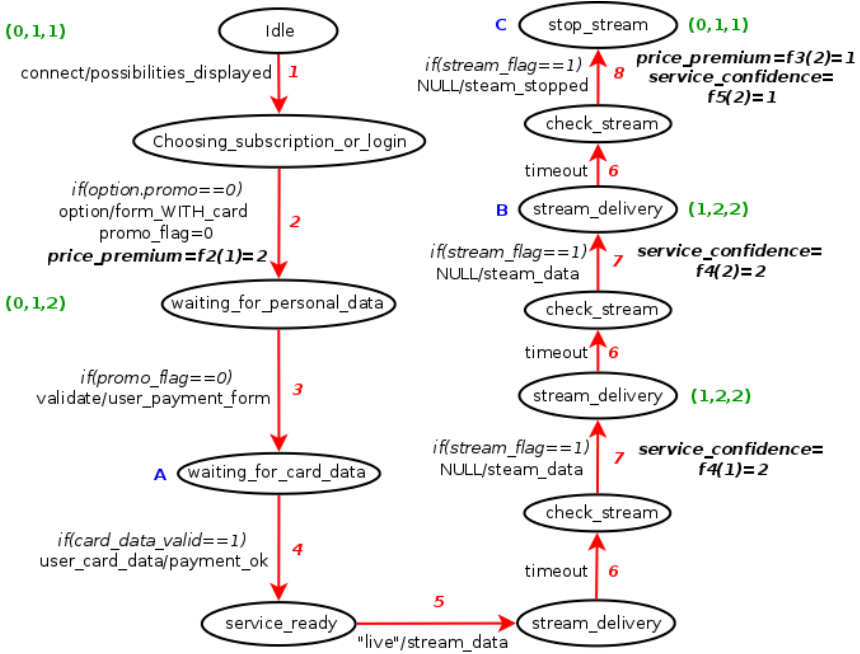 (0,1,1)
Idle
connect/possibilities_displayed
1
Choosing_subscription_or_login
if(option.promo==0)
option/form_WITH_card
promo_flag=0
price_premium=f2(1)=2
2
(0,1,2)
waiting_for_personal_data
if(promo_flag==0)
validate/user_payment_form
3
A
waiting_for_card_data
if(card_data_valid==1)
user_card_data/payment_ok
4
service_ready
5
"live"/stream_data
stream_delivery
timeout
6
check_stream
if(stream_flag==1)
NULL/steam_data
7
service_confidence=
f4(1)=2
stream_delivery
(1,2,2)
timeout
6
check_stream
if(stream_flag==1)
NULL/steam_data
7
service_confidence=
f4(2)=2
B
stream_delivery
(1,2,2)
timeout
6
check_stream
if(stream_flag==1)
NULL/steam_stopped
8
price_premium=f3(2)=1
service_confidence=
f5(2)=1
C
stop_stream
(0,1,1)